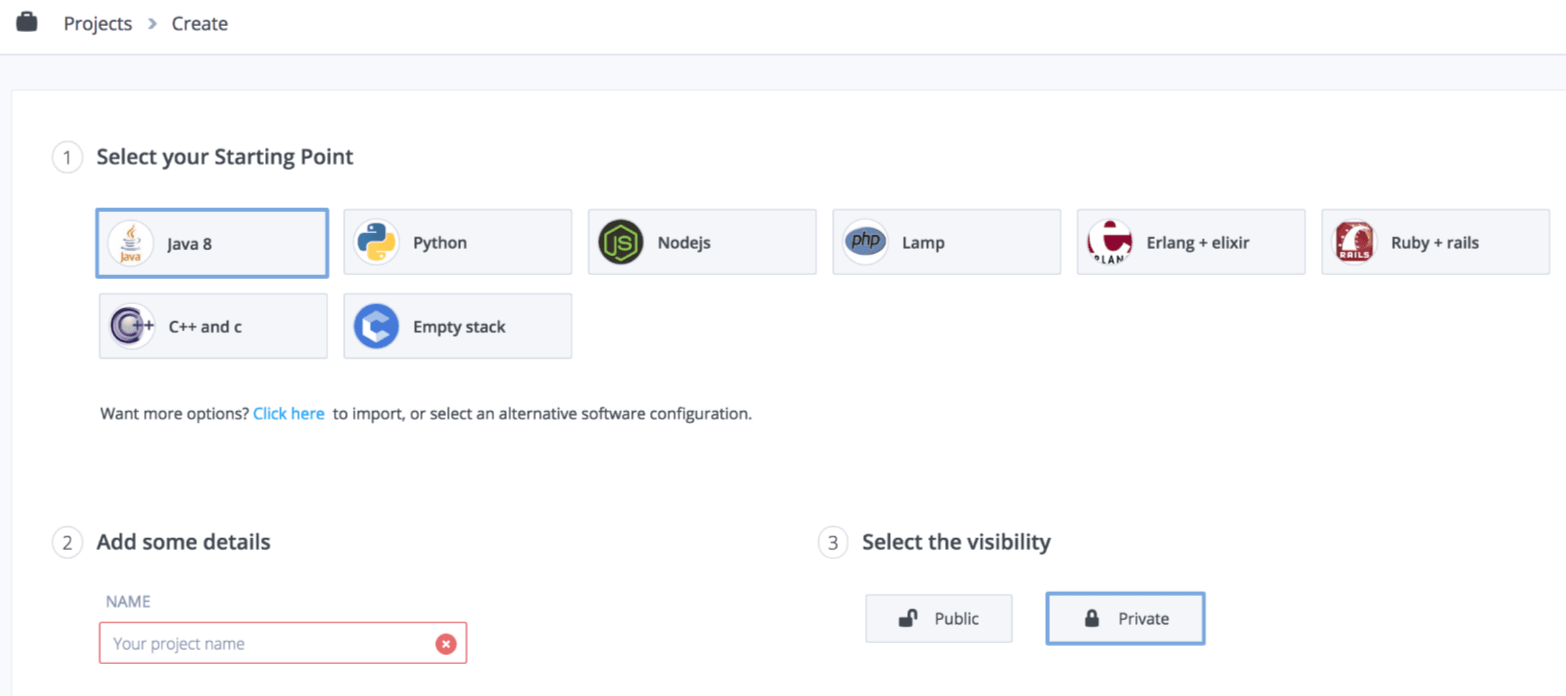 Projects > Create
1 Select your Starting Point
Java Java 8
Python
JS Nodejs
php Lamp
PLAN Erlang + elixir
RAILS Ruby + rails
C++ C++ and c
C Empty stack
Want more options? Click here to import, or select an alternative software configuration.
2 Add some details
NAME
Your project name
3 Select the visibility
Public
Private